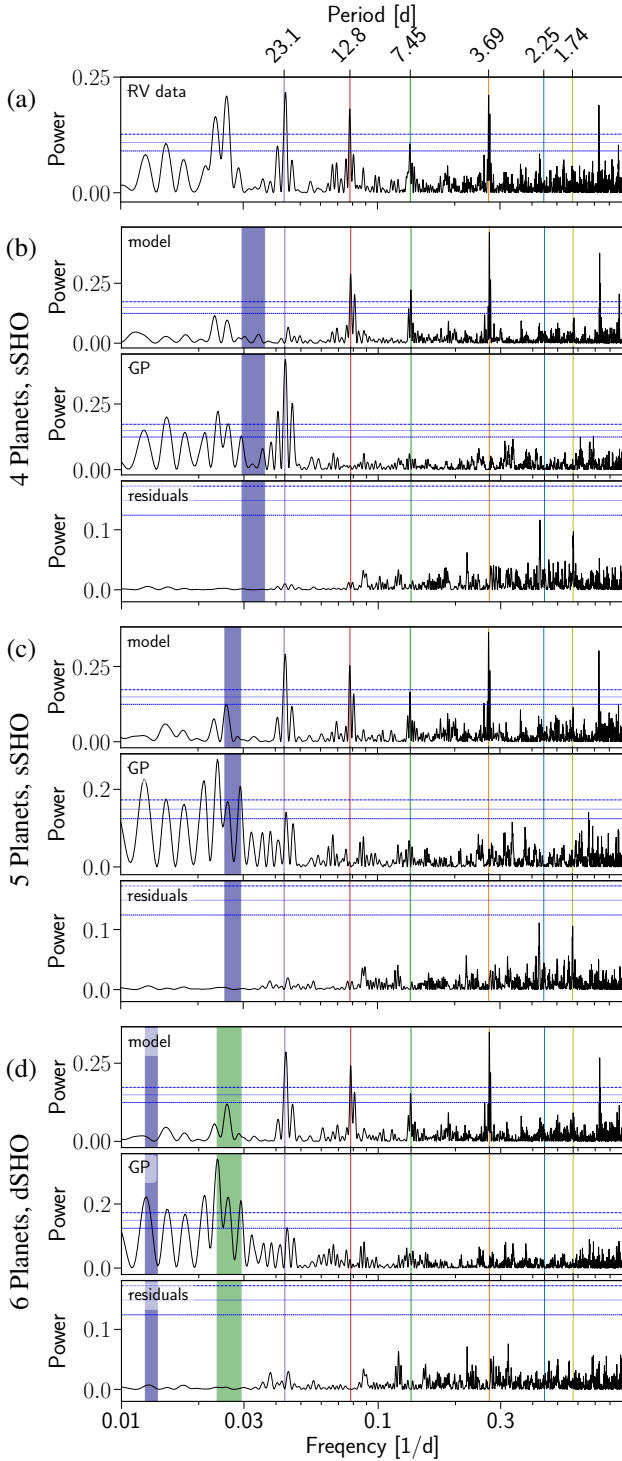 Period [d]
23.1 12.8 7.45 3.69 2.25 1.74
(a)
RV data
0.25
0.00
Power
(b)
4 Planets, sSHO
model
0.25
0.00
Power
GP
0.25
0.00
Power
residuals
0.1
0.0
Power
(c)
5 Planets, sSHO
model
0.25
0.00
Power
GP
0.2
0.0
Power
residuals
0.1
0.0
Power
(d)
6 Planets, dSHO
model
0.25
0.00
Power
GP
0.2
0.0
Power
residuals
0.1
0.0
Power
0.01 0.03 0.1 0.3
Freqency [1/d]